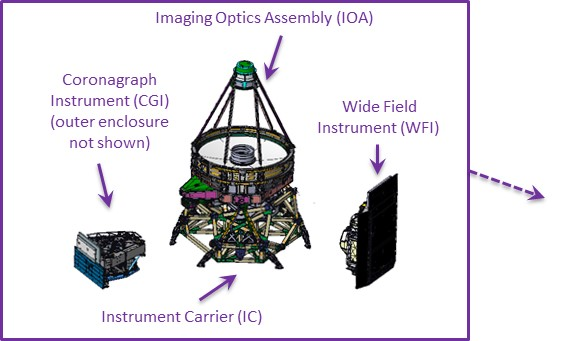 Imaging Optics Assembly (IOA)
Coronagraph
Instrument (CGI)
(outer enclosure
not shown)
Wide Field
Instrument (WFI)
Instrument Carrier (IC)